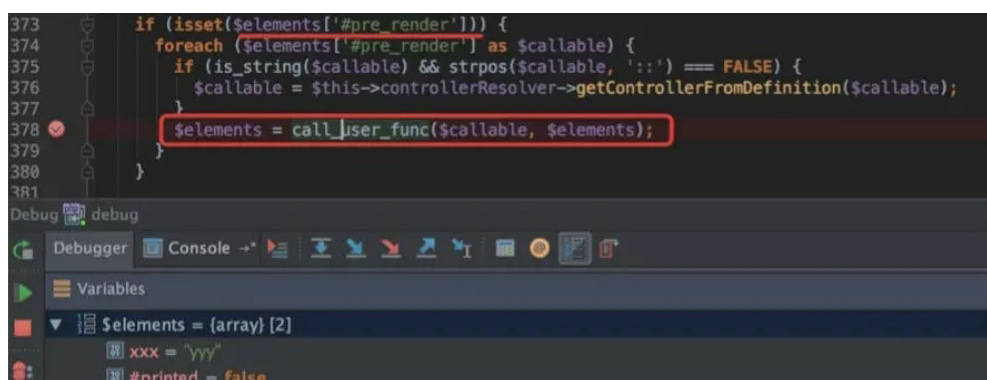 373 if (isset($elements['#pre_render'])) {
374 foreach ($elements['#pre_render'] as $callable) {
375 if (is_string($callable) && strpos($callable, '::') === FALSE) {
376 $callable = $this->controllerResolver->getControllerFromDefinition($callable);
377 }
378 $elements = call_user_func($callable, $elements);
379 }
380 }
381
Debug debug
Debugger Console
Variables
$elements = {array} [2]
xxx = "yyy"
#printed = false